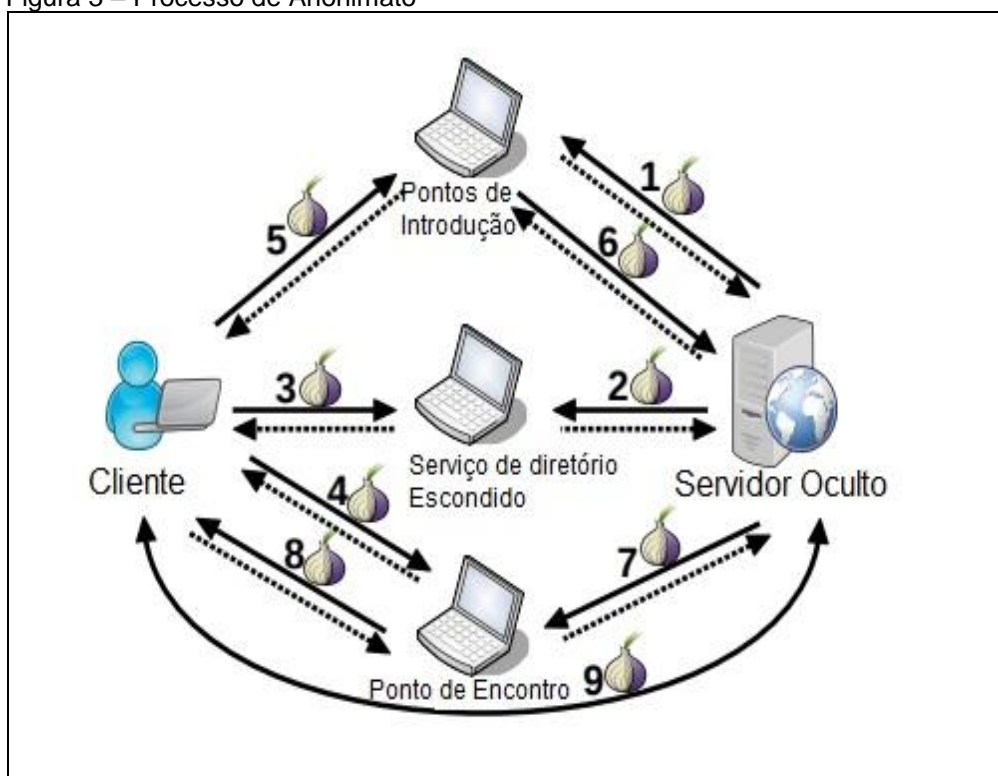 Figura 3 – Processo de Anonimato
Pontos de
Introdução
1
5
6
3
2
Cliente
Serviço de diretório
Escondido
Servidor Oculto
4
8
7
Ponto de Encontro
9